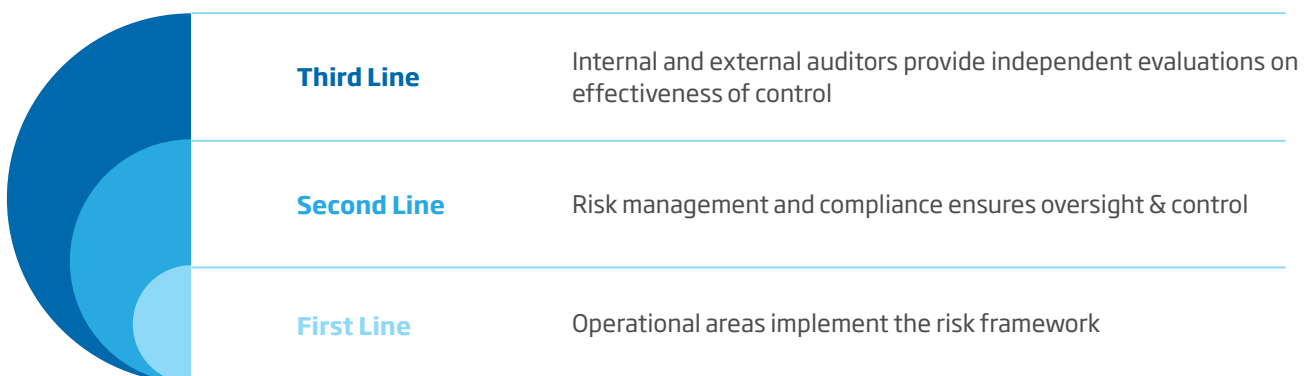 Third Line
Internal and external auditors provide independent evaluations on
effectiveness of control
Second Line
Risk management and compliance ensures oversight & control
First Line
Operational areas implement the risk framework